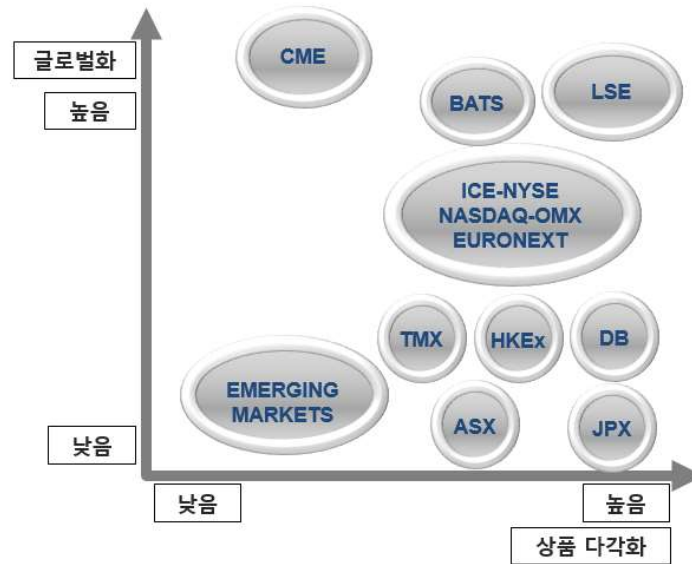 글로벌화
높음
CME
BATS
LSE
ICE-NYSE
NASDAQ-OMX
EURONEXT
TMX
HKEx
DB
EMERGING
MARKETS
ASX
JPX
낮음
낮음
높음
상품 다각화